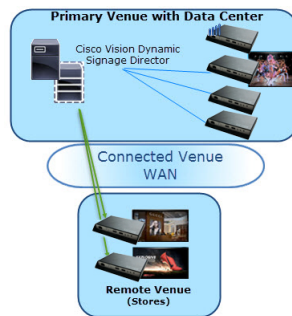 Primary Venue with Data Center
Cisco Vision Dynamic
Signage Director
Connected Venue
WAN
Remote Venue
(Stores)